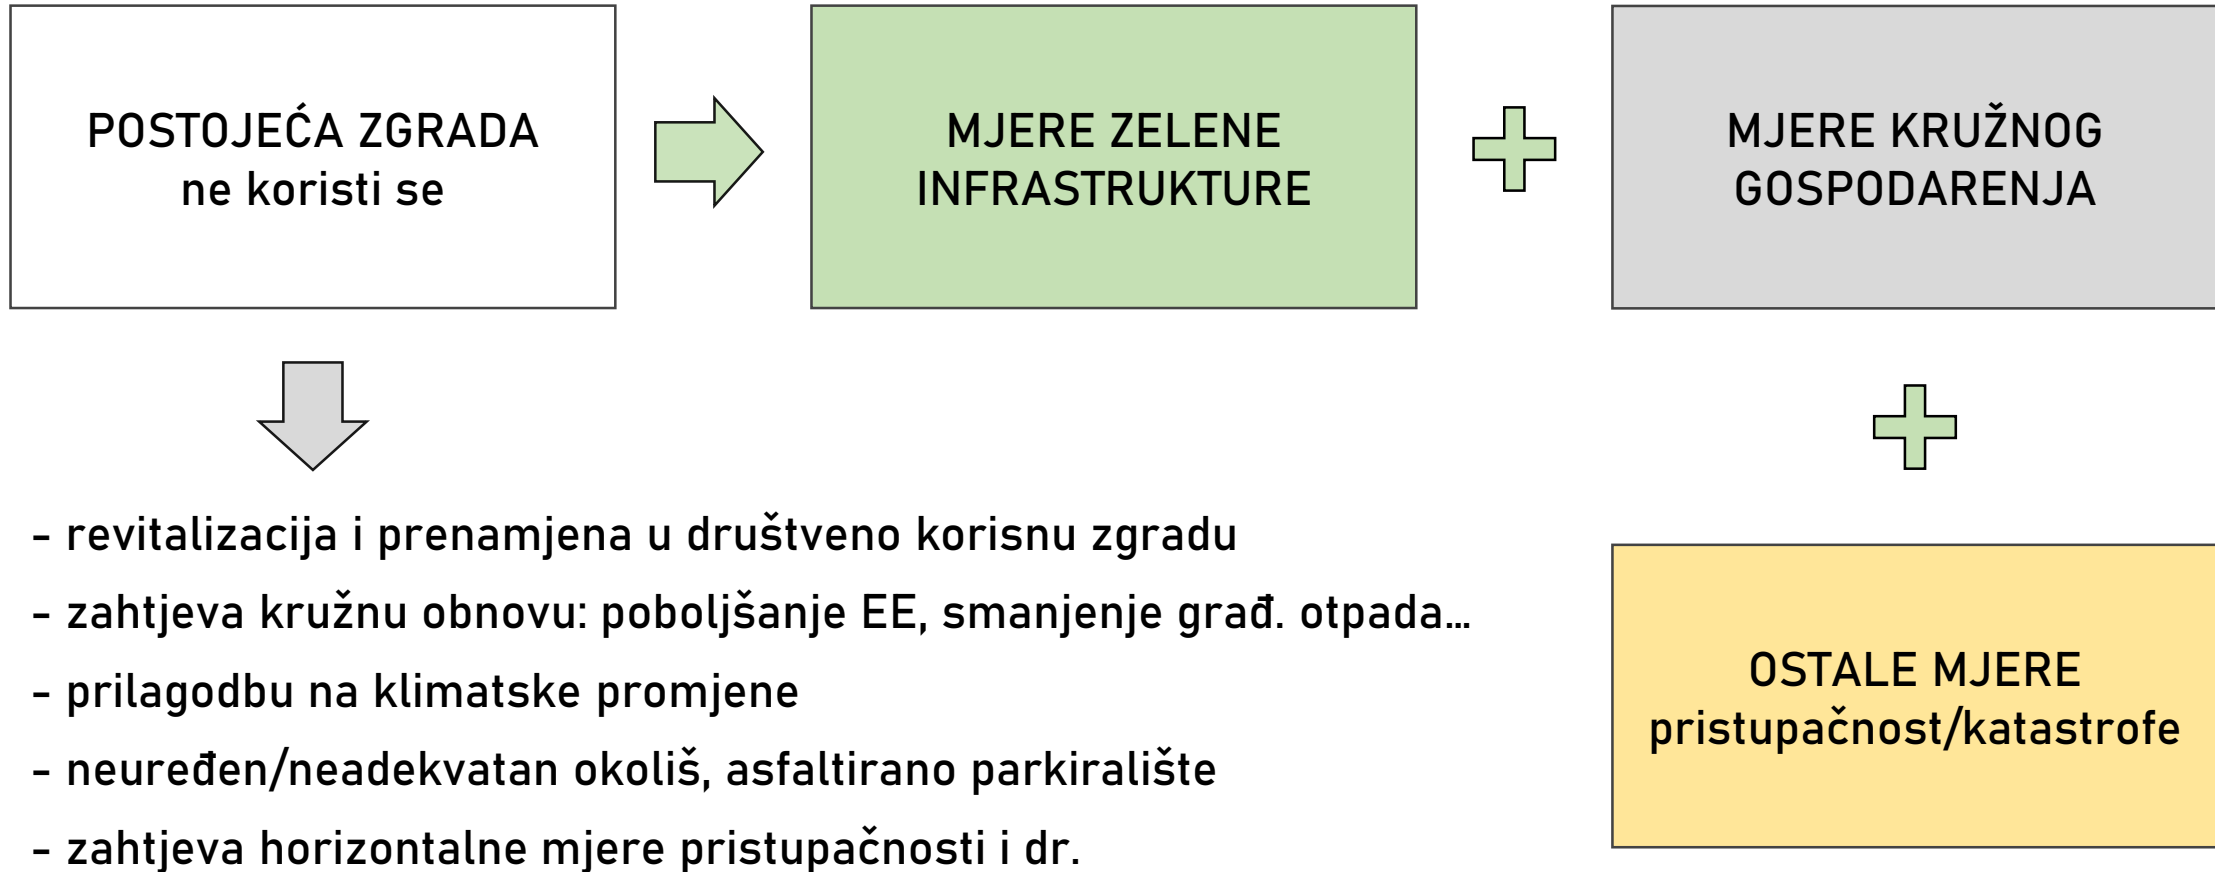 POSTOJEĆA ZGRADA
ne koristi se
MJERE ZELENE
INFRASTRUKTURE
MJERE KRUŽNOG
GOSPODARENJA
- revitalizacija i prenamjena u društveno korisnu zgradu
- zahtjeva kružnu obnovu: poboljšanje EE, smanjenje građ. otpada...
- prilagodbu na klimatske promjene
- neuređen/neadekvatan okoliš, asfaltirano parkiralište
- zahtjeva horizontalne mjere pristupačnosti i dr.
OSTALE MJERE
pristupačnost/katastrofe